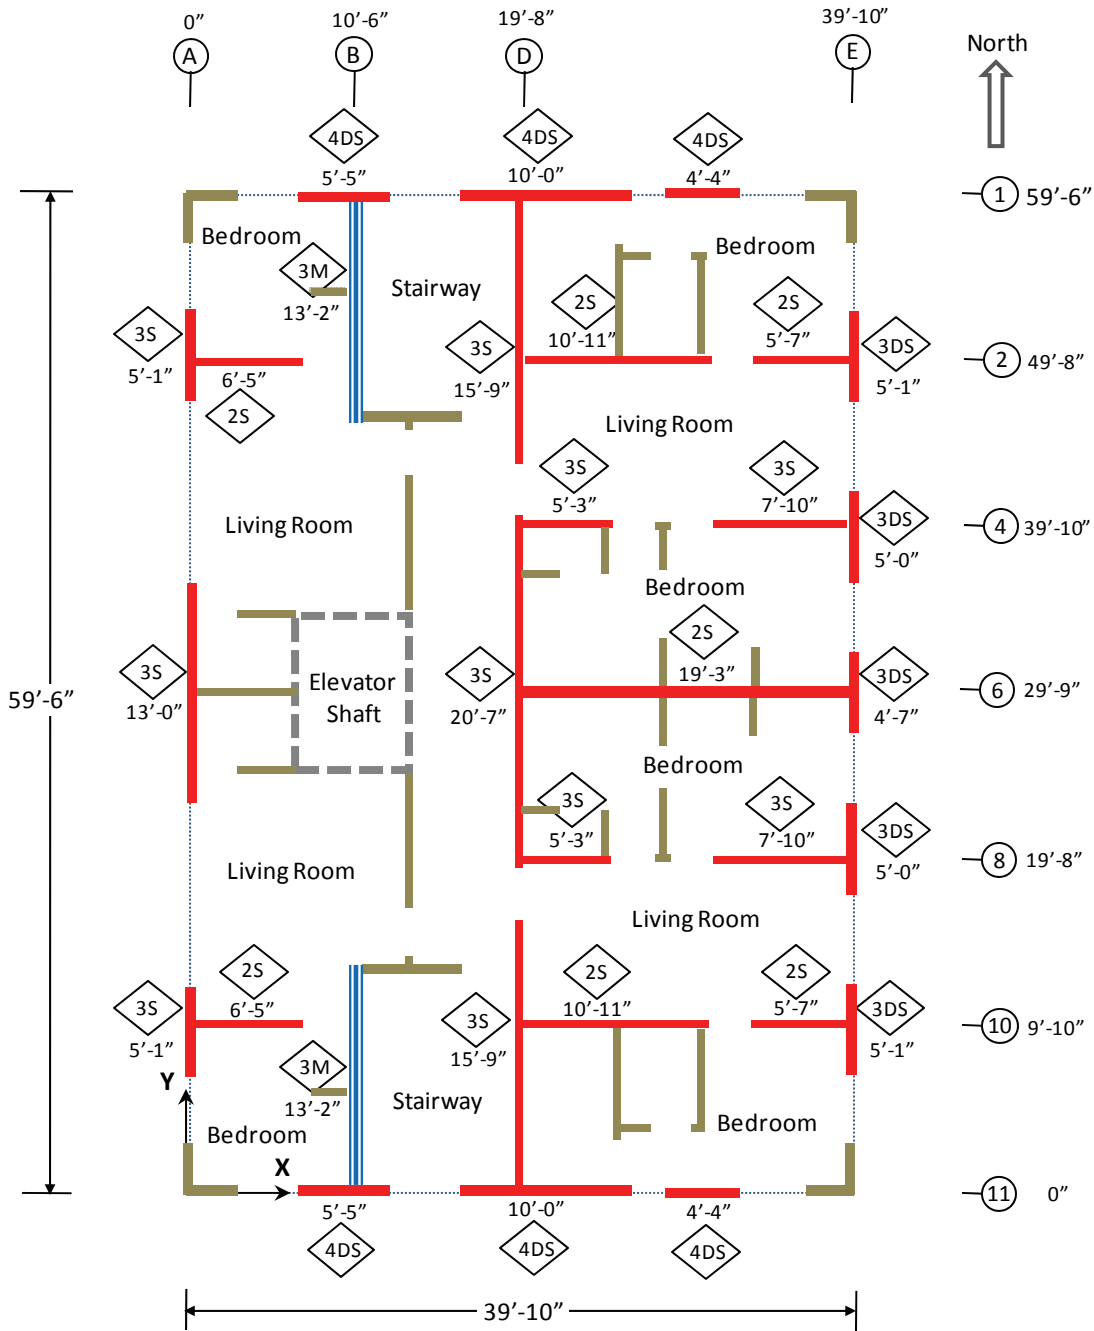 0” 10’-6” 19’-8” 39’-10”
A B D E
North
4DS 4DS 4DS
5’-5” 10’-0” 4’-4”
1 59’-6”
Bedroom Bedroom
3M
Stairway
13’-2”
2S 2S
10’-11” 5’-7”
3S 3S 3DS
5’-1” 6’-5” 15’-9” 5’-1”
2 49’-8”
2S
Living Room
3S 3S
5’-3” 7’-10”
Living Room
3DS
5’-0”
4 39’-10”
Bedroom
2S
19’-3”
3S 3S 3DS
13’-0” 20’-7” 4’-7”
Elevator
Shaft
6 29’-9”
59’-6”
Bedroom
3S 3S
5’-3” 7’-10”
3DS
5’-0”
8 19’-8”
Living Room
Living Room
2S 2S 2S
6’-5” 10’-11” 5’-7”
3S 3S 3DS
5’-1” 15’-9” 5’-1”
10 9’-10”
3M
13’-2”
Stairway
Y
Bedroom Bedroom
X
11 0”
5’-5” 10’-0” 4’-4”
4DS 4DS 4DS
39’-10”